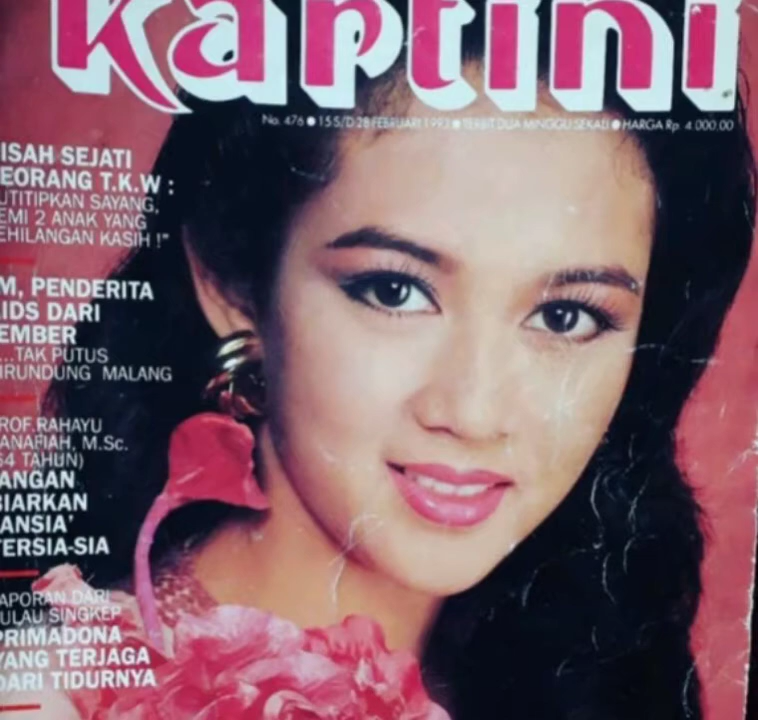 kartini
No. 476 ● 15 S/D 28 FEBRUARI 1993 ● TERBIT DUA MINGGU SEKALI ● HARGA Rp. 4.000,00
ISAH SEJATI
EORANG T.K.W :
UTITIPKAN SAYANG,
EMI 2 ANAK YANG
EHILANGAN KASIH !"
M, PENDERITA
IDS DARI
EMBER
...TAK PUTUS
IRUNDUNG MALANG
ROF.RAHAYU
ANAFIAH, M.Sc.
64 TAHUN)
ANGAN
BIARKAN
ANSIA'
TERSIA-SIA
APORAN DARI
ULAU SINGKEP
PRIMADONA
YANG TERJAGA
DARI TIDURNYA